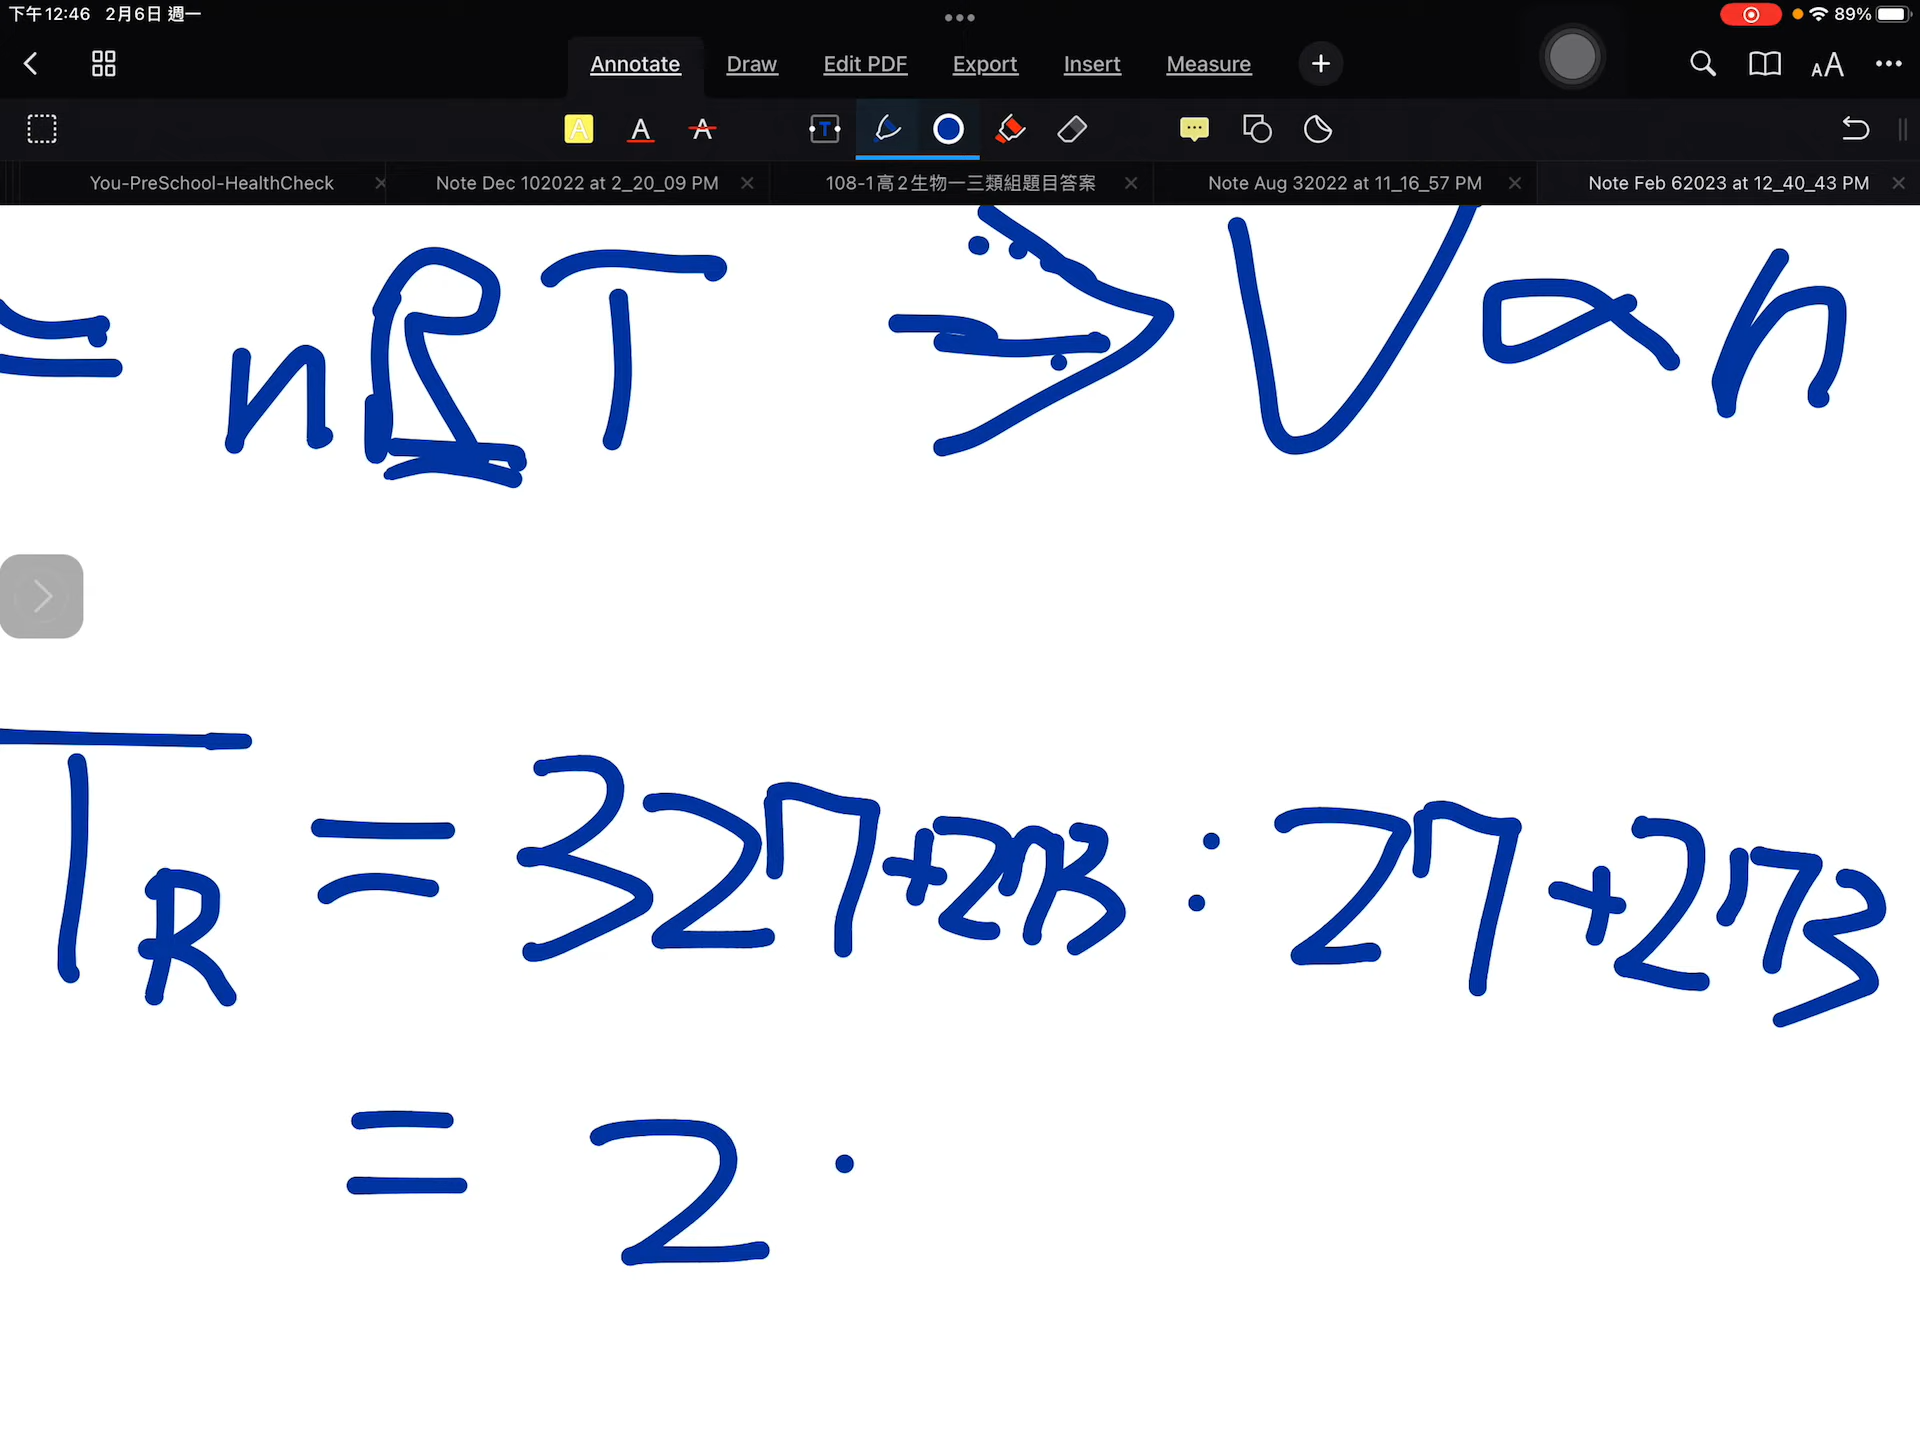 下午12:46 2月6日 週一
89%
Annotate Draw Edit PDF Export Insert Measure
AA
A A A T
You-PreSchool-HealthCheck Note Dec 102022 at 2_20_09 PM 108-1高2生物一三類組題目答案 Note Aug 32022 at 11_16_57 PM Note Feb 62023 at 12_40_43 PM
= nRT ⇒ V ∝ n
T_R = 327+273 : 27+273
= 2 ·